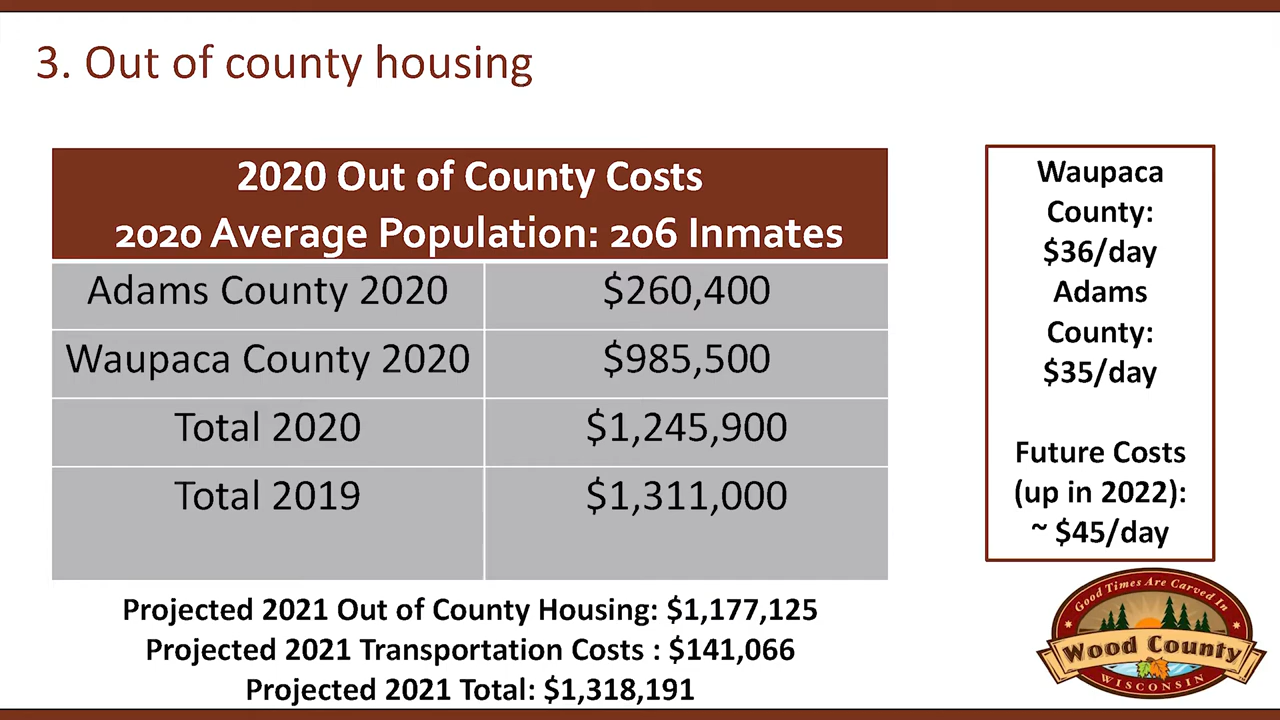 3. Out of county housing
2020 Out of County Costs
2020 Average Population: 206 Inmates
Adams County 2020 $260,400
Waupaca County 2020 $985,500
Total 2020 $1,245,900
Total 2019 $1,311,000
Projected 2021 Out of County Housing: $1,177,125
Projected 2021 Transportation Costs : $141,066
Projected 2021 Total: $1,318,191
Waupaca
County:
$36/day
Adams
County:
$35/day
Future Costs
(up in 2022):
~ $45/day
Good Times Are Carved In
Wood County
WISCONSIN